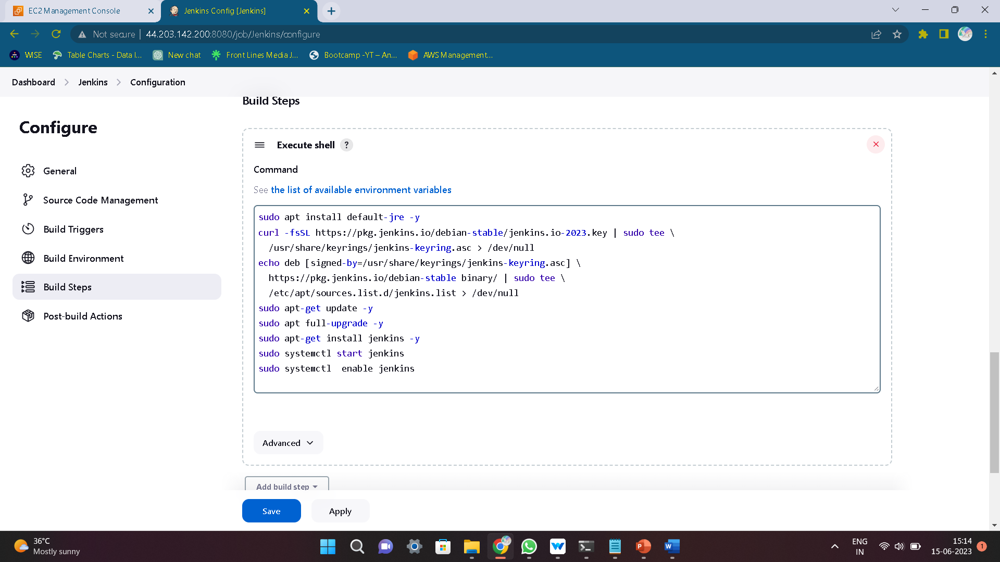 EC2 Management Console
Jenkins Config [Jenkins]
Not secure | 44.203.142.200:8080/job/Jenkins/configure
WISE
Table Charts - Data I...
New chat
Front Lines Media J...
Bootcamp -YT – An...
AWS Management...
Dashboard > Jenkins > Configuration
Build Steps
Configure
General
Source Code Management
Build Triggers
Build Environment
Build Steps
Post-build Actions
Execute shell ?
Command
See the list of available environment variables
sudo apt install default-jre -y
curl -fsSL https://pkg.jenkins.io/debian-stable/jenkins.io-2023.key | sudo tee \
  /usr/share/keyrings/jenkins-keyring.asc > /dev/null
echo deb [signed-by=/usr/share/keyrings/jenkins-keyring.asc] \
  https://pkg.jenkins.io/debian-stable binary/ | sudo tee \
  /etc/apt/sources.list.d/jenkins.list > /dev/null
sudo apt-get update -y
sudo apt full-upgrade -y
sudo apt-get install jenkins -y
sudo systemctl start jenkins
sudo systemctl  enable jenkins
Advanced
Add build step
Save
Apply
36°C
Mostly sunny
ENG
IN
15:14
15-06-2023
1